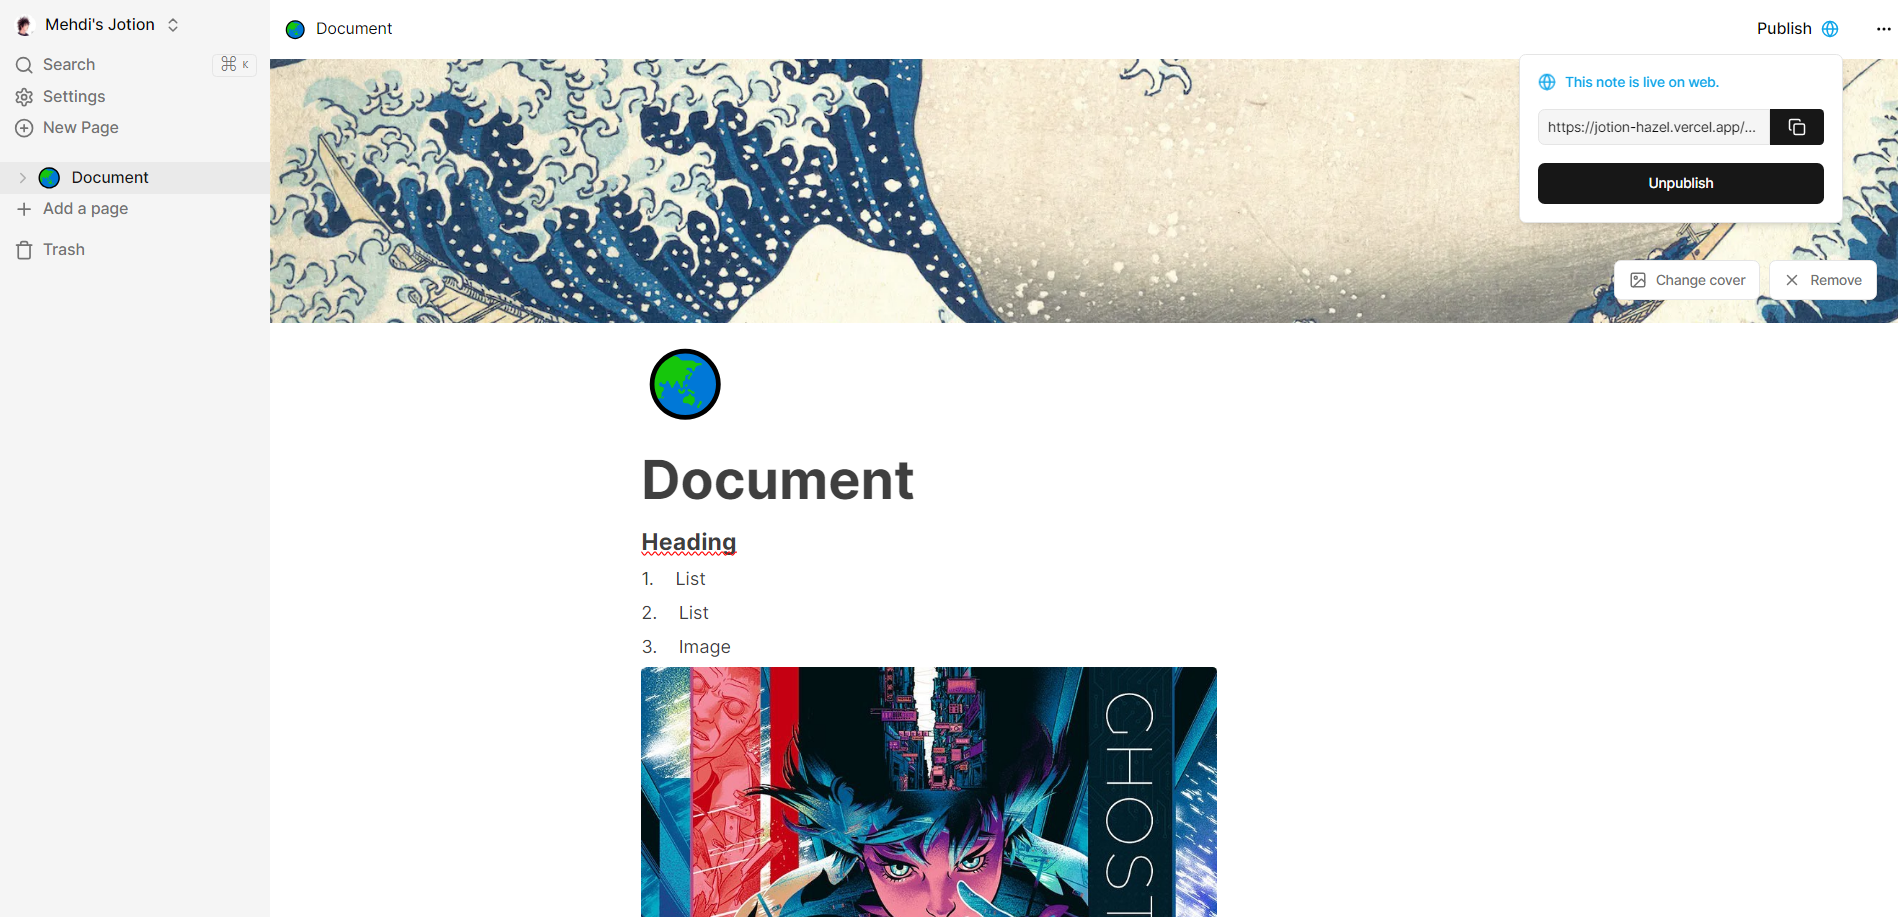 Mehdi's Jotion
Search ⌘ K
Settings
New Page
Document
Add a page
Trash
Document
Publish
This note is live on web.
https://jotion-hazel.vercel.app/...
Unpublish
Change cover
Remove
Document
Heading
1. List
2. List
3. Image
GHOST